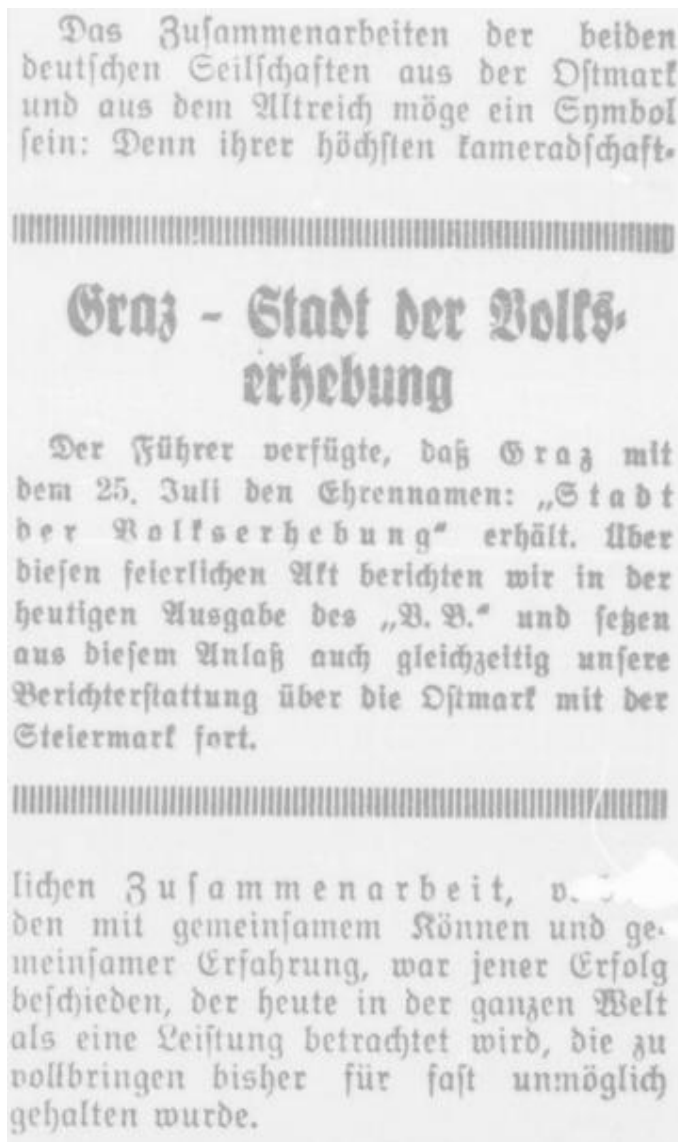 Das Zusammenarbeiten der beiden
deutschen Seilschaften aus der Ostmark
und aus dem Altreich möge ein Symbol
sein: Denn ihrer höchsten kameradschaft-
Graz - Stadt der Volks-
erhebung
Der Führer verfügte, daß Graz mit
dem 25. Juli den Ehrennamen: „Stadt
der Volkserhebung“ erhält. Über
diesen feierlichen Akt berichten wir in der
heutigen Ausgabe des „V. B.“ und setzen
aus diesem Anlaß auch gleichzeitig unsere
Berichterstattung über die Ostmark mit der
Steiermark fort.
lichen Zusammenarbeit,
den mit gemeinsamem Können und ge-
meinsamer Erfahrung, war jener Erfolg
beschieden, der heute in der ganzen Welt
als eine Leistung betrachtet wird, die zu
vollbringen bisher für fast unmöglich
gehalten wurde.